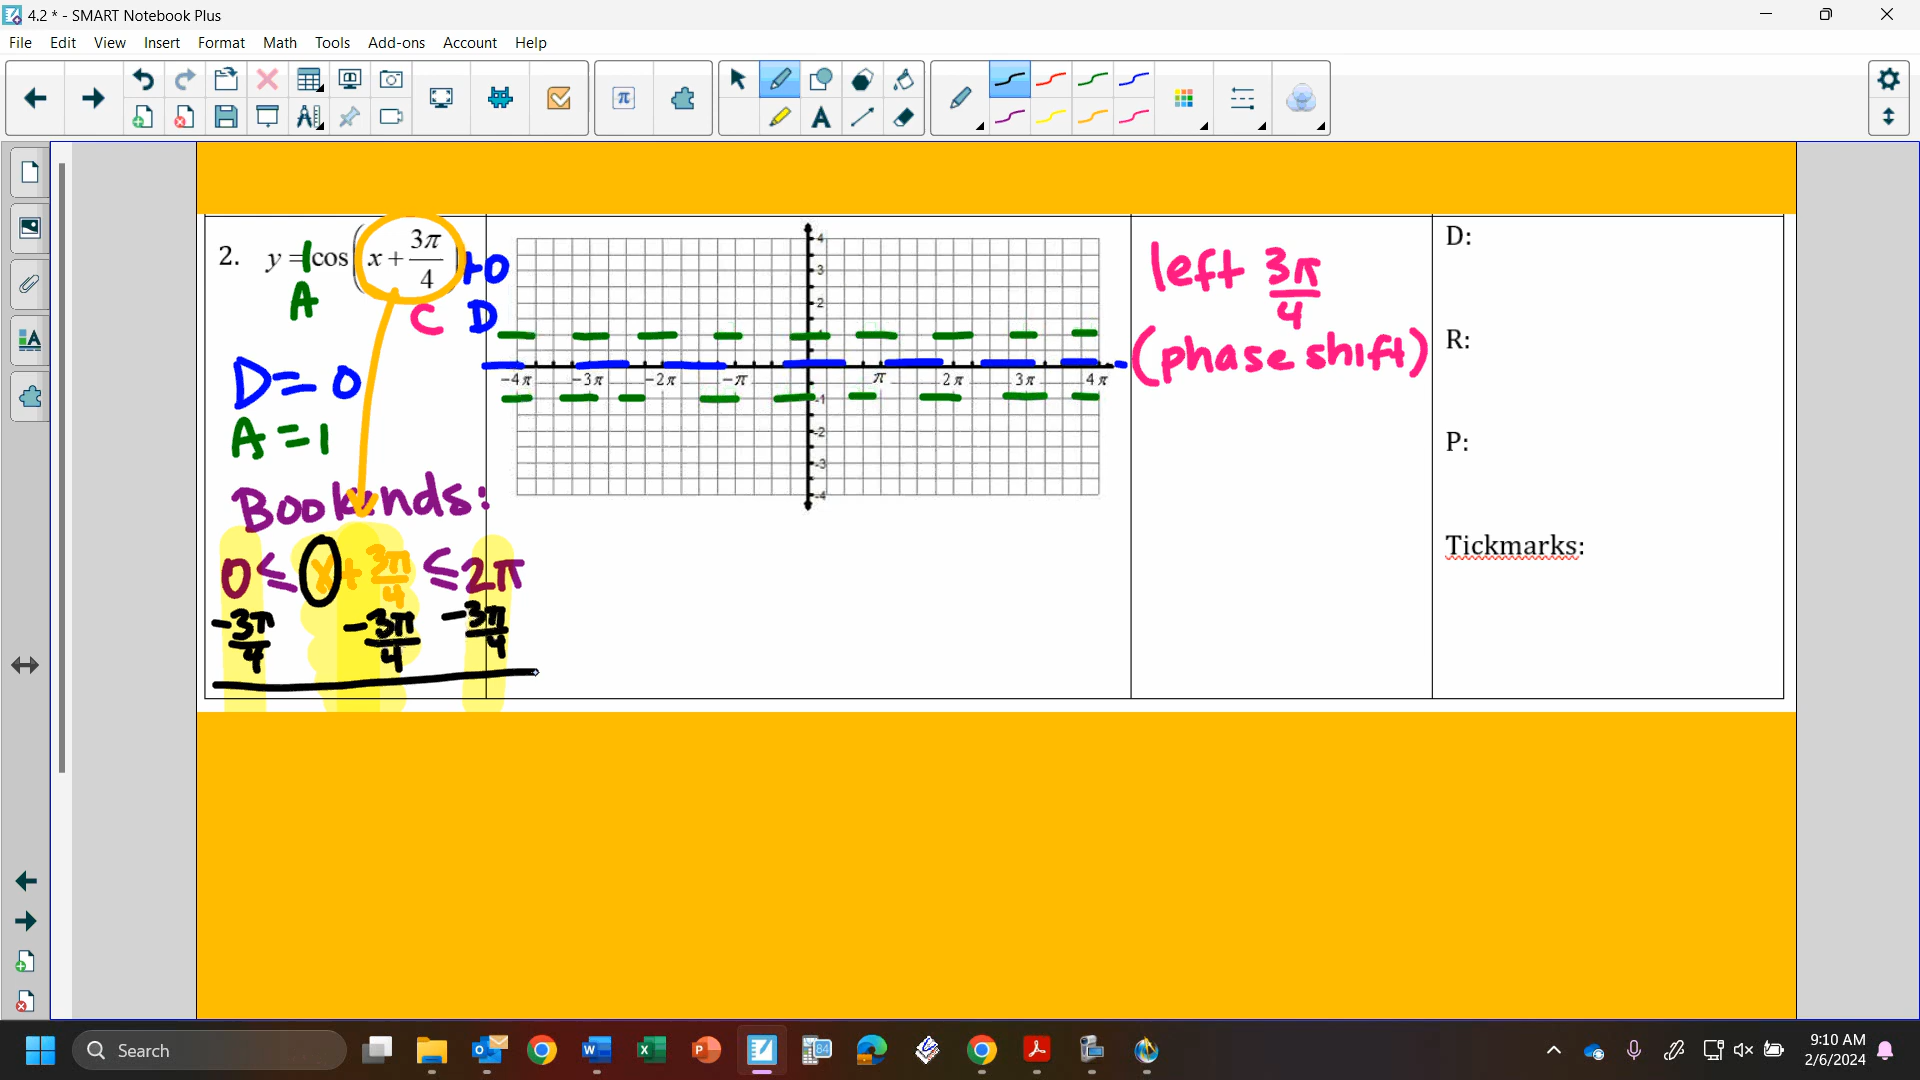 4.2 * - SMART Notebook Plus
File Edit View Insert Format Math Tools Add-ons Account Help
2. y = 1cos(x + 3π/4) + 0
A C D
D = 0
A = 1
Bookends:
0 ≤ x + 3π/4 ≤ 2π
-3π/4 -3π/4 -3π/4
4
3
2
-4π -3π -2π -π π 2π 3π 4π
-1
-2
-3
-4
left 3π/4
(phase shift)
D:
R:
P:
Tickmarks:
Search
84
9:10 AM
2/6/2024